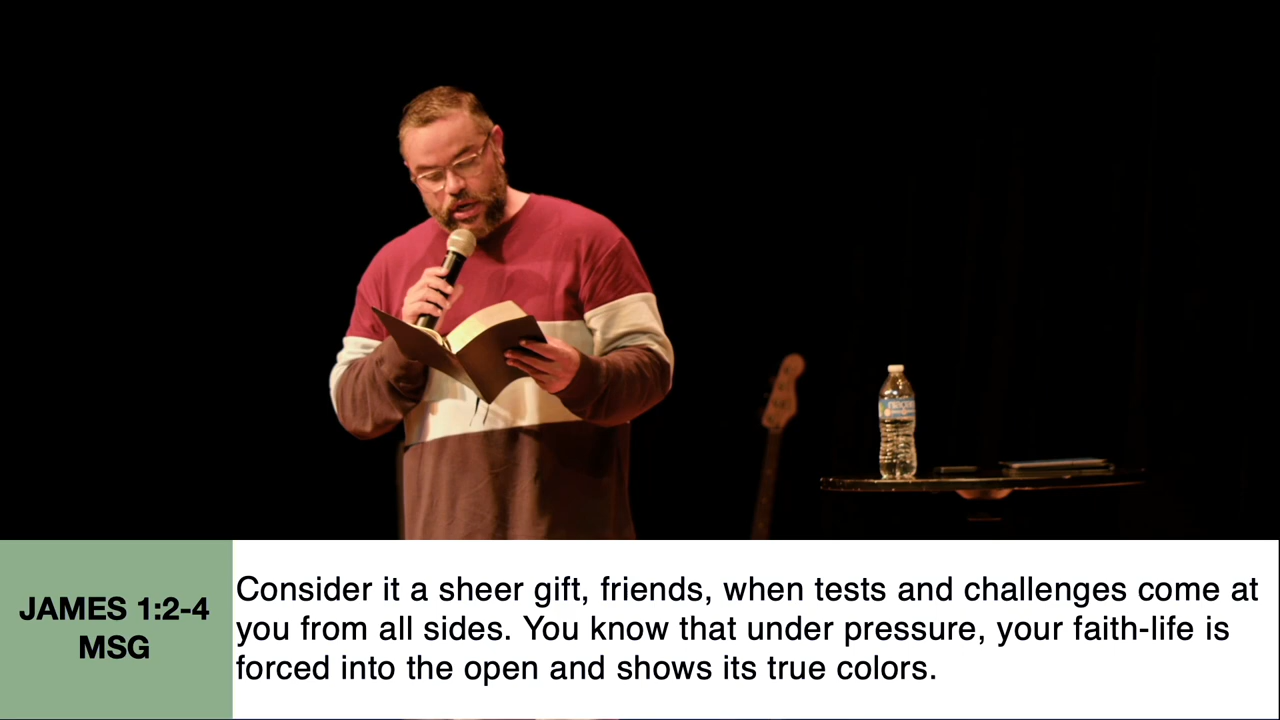 JAMES 1:2-4
MSG
Consider it a sheer gift, friends, when tests and challenges come at
you from all sides. You know that under pressure, your faith-life is
forced into the open and shows its true colors.